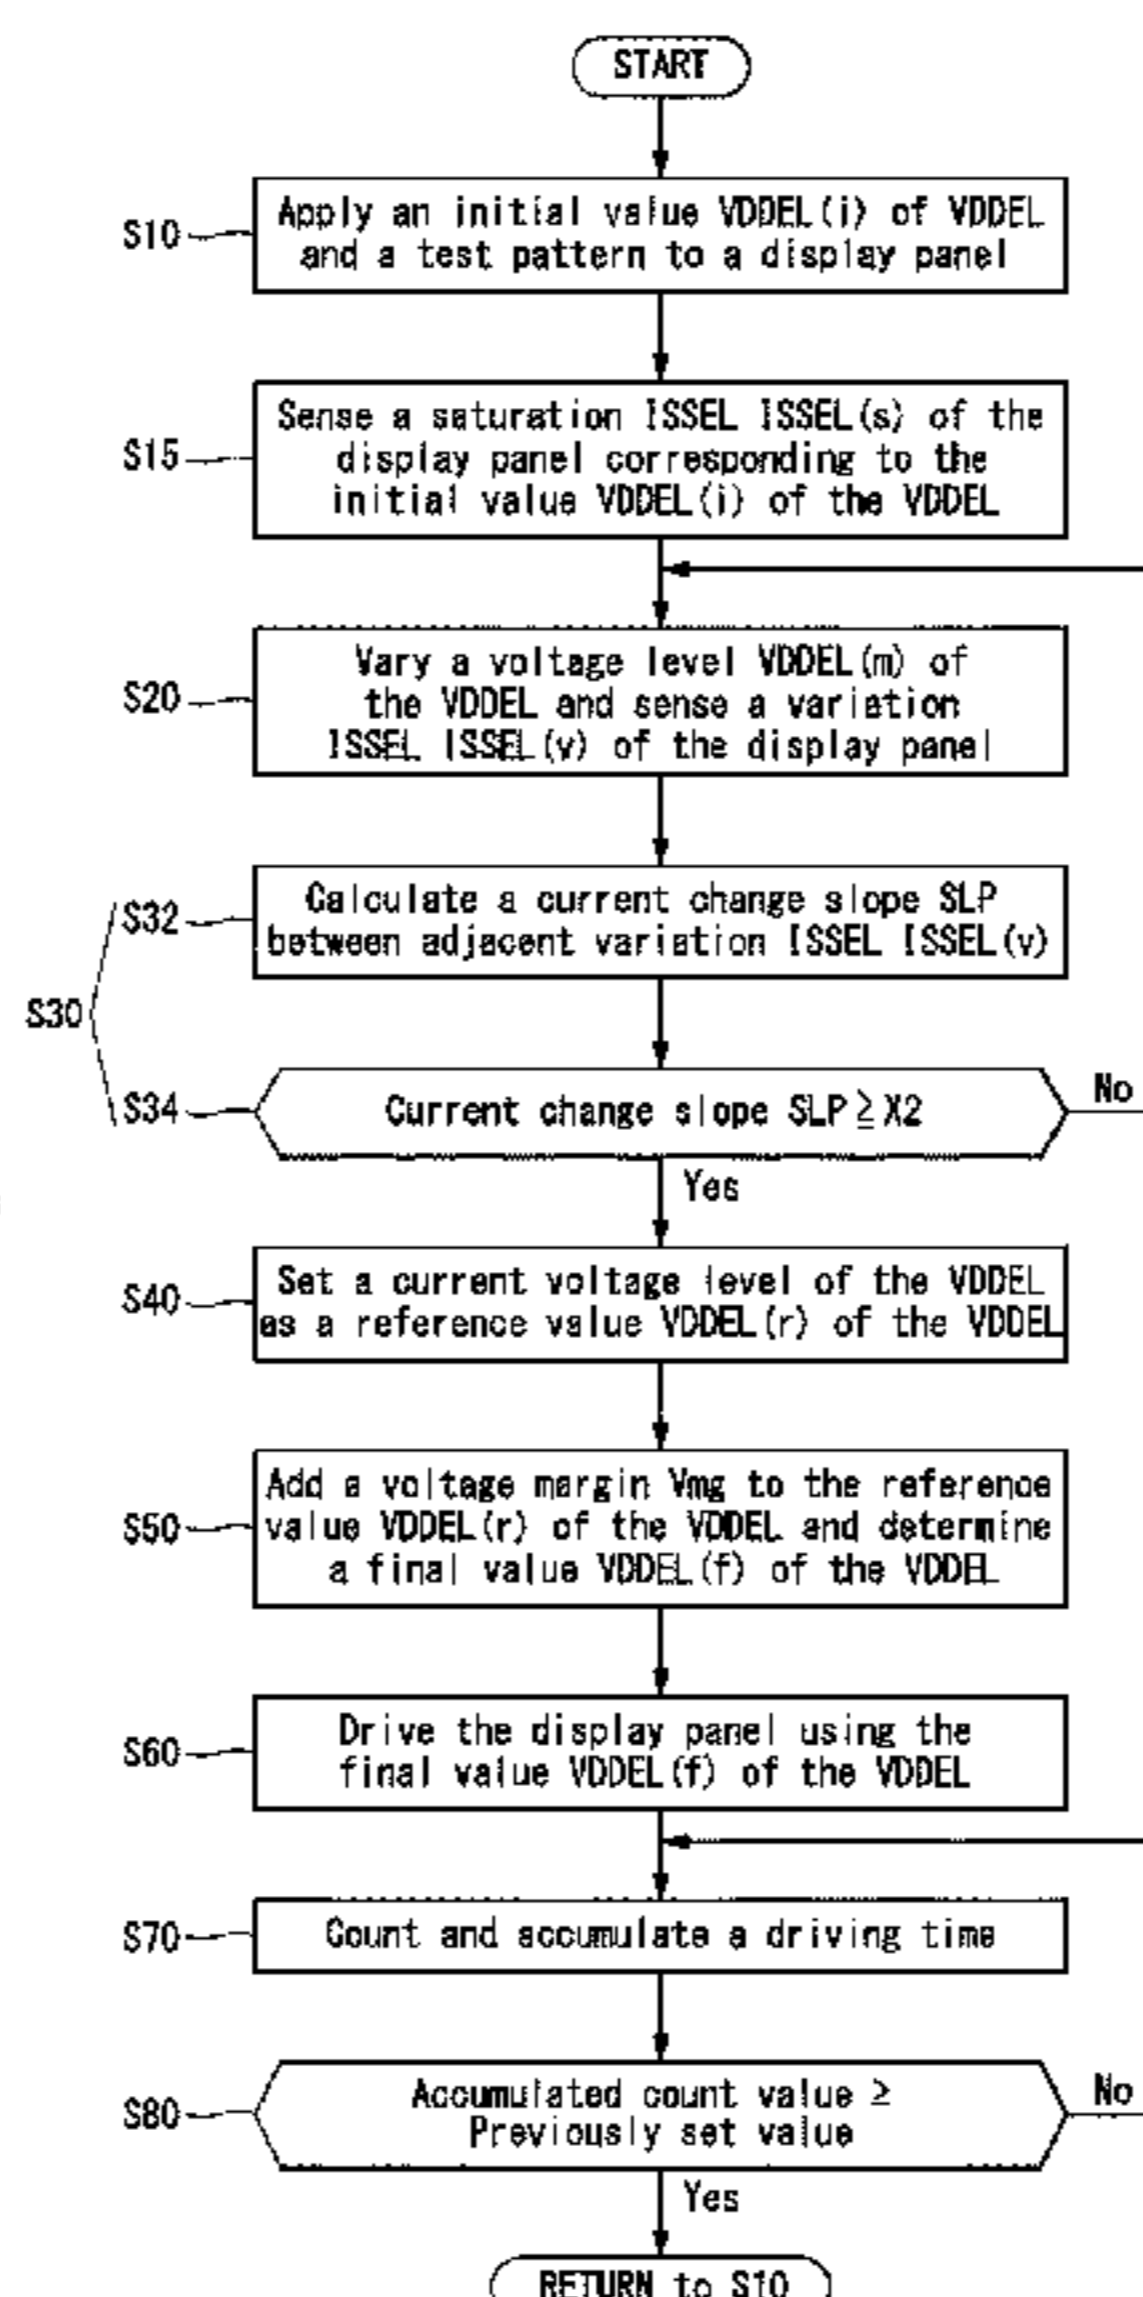 START
S10
Apply an initial value VDDEL(i) of VDDEL
and a test pattern to a display panel
S15
Sense a saturation ISSEL ISSEL(s) of the
display panel corresponding to the
initial value VDDEL(i) of the VDDEL
S20
Vary a voltage level VDDEL(m) of
the VDDEL and sense a variation
ISSEL ISSEL(v) of the display panel
S30
S32
Calculate a current change slope SLP
between adjacent variation ISSEL ISSEL(v)
S34
Current change slope SLP ≧ X2
No
Yes
S40
Set a current voltage level of the VDDEL
as a reference value VDDEL(r) of the VDDEL
S50
Add a voltage margin Vmg to the reference
value VDDEL(r) of the VDDEL and determine
a final value VDDEL(f) of the VDDEL
S60
Drive the display panel using the
final value VDDEL(f) of the VDDEL
S70
Count and accumulate a driving time
S80
Accumulated count value ≥
Previously set value
No
Yes
RETURN to S10